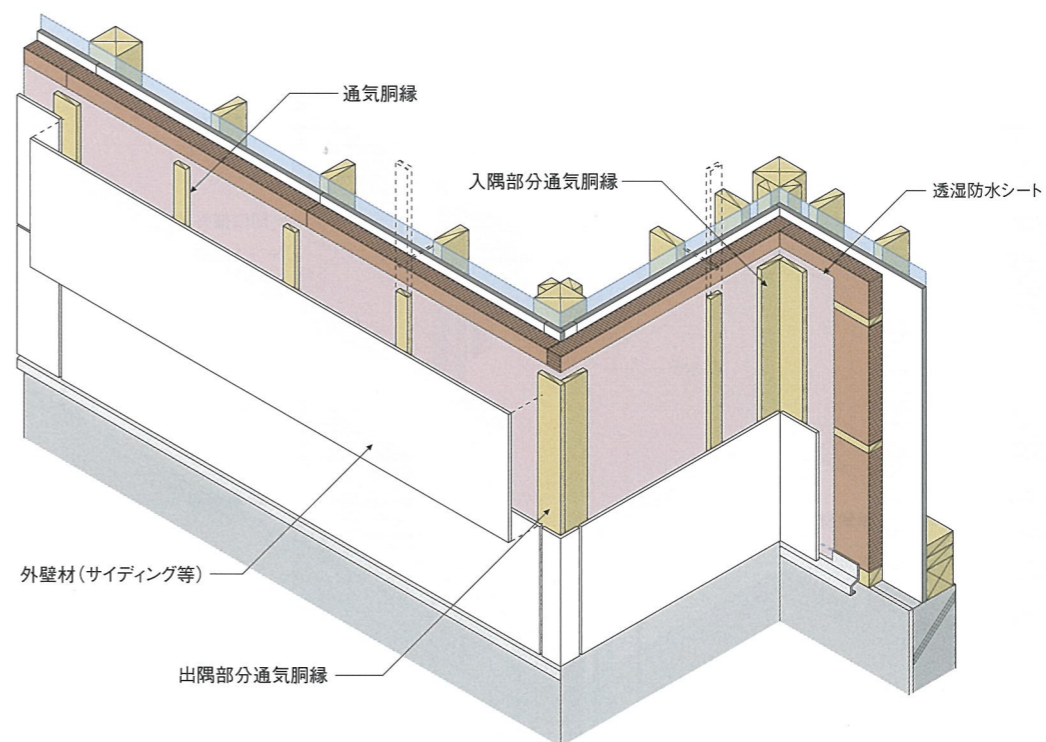 通気胴縁
入隅部分通気胴縁
透湿防水シート
外壁材（サイディング等）
出隅部分通気胴縁